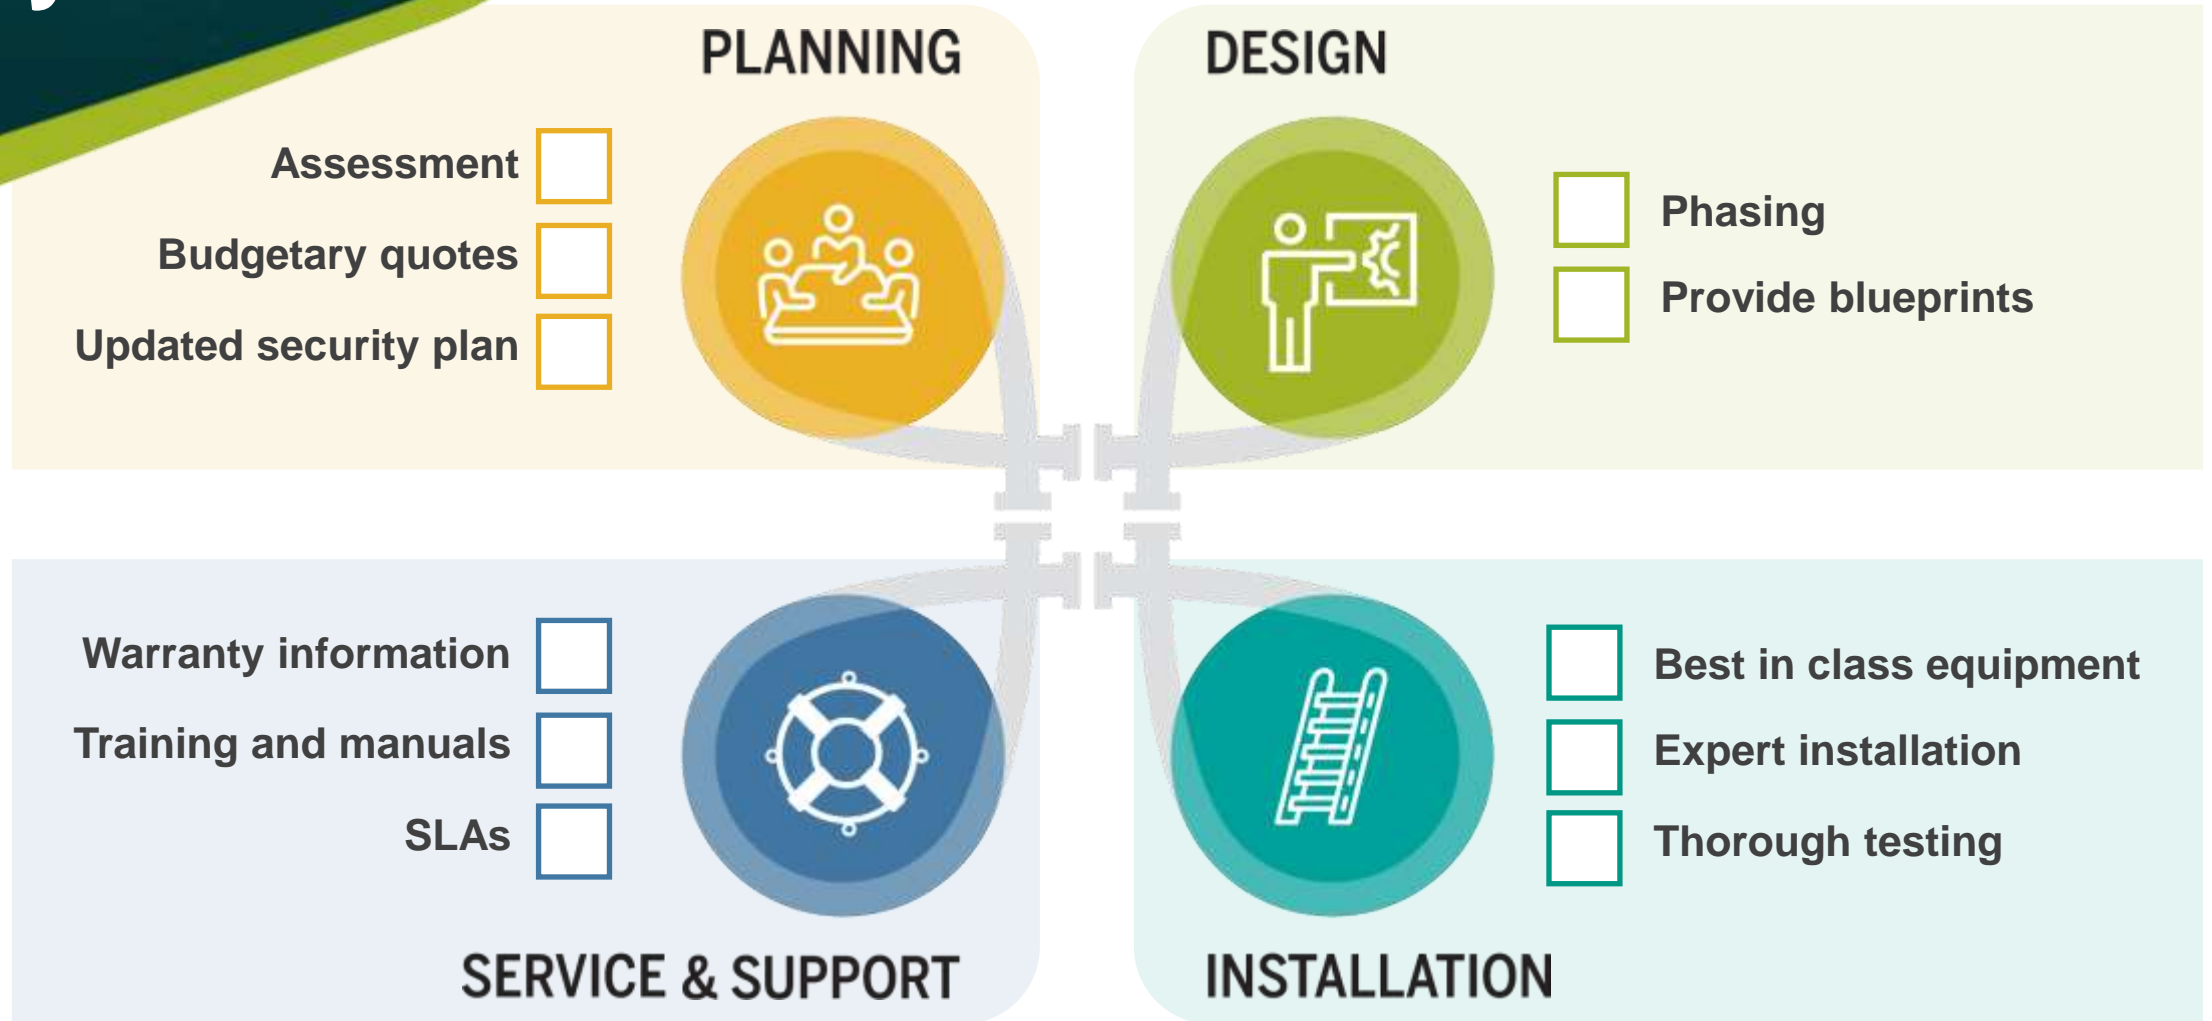 PLANNING
Assessment
Budgetary quotes
Updated security plan
DESIGN
Phasing
Provide blueprints
Warranty information
Training and manuals
SLAs
SERVICE & SUPPORT
Best in class equipment
Expert installation
Thorough testing
INSTALLATION